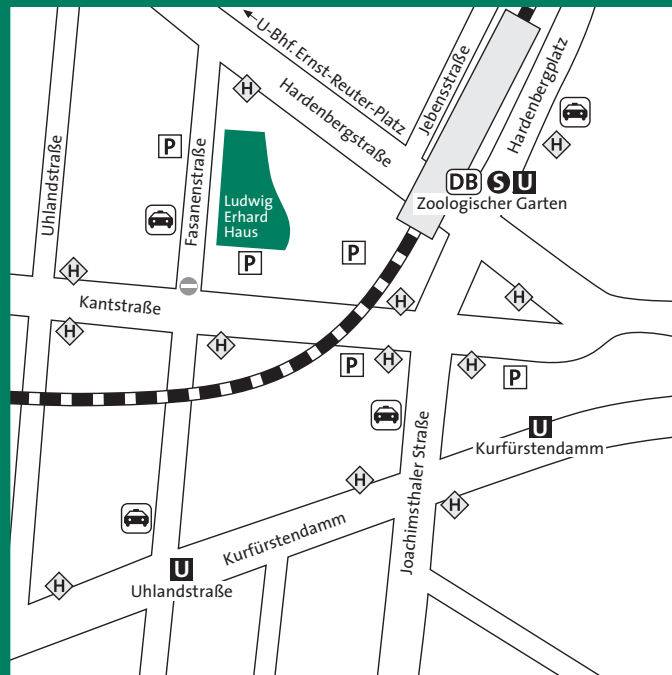 U-Bhf. Ernst-Reuter-Platz
Jebensstraße
Hardenbergplatz
Hardenbergstraße
H
H
P
Uhlandstraße
Fasanenstraße
Ludwig
Erhard
Haus
DB S U
Zoologischer Garten
P
P
H
H
H
Kantstraße
H
H
H
P
H
P
U
Kurfürstendamm
Joachimsthaler Straße
H
H
Kurfürstendamm
U
Uhlandstraße
H